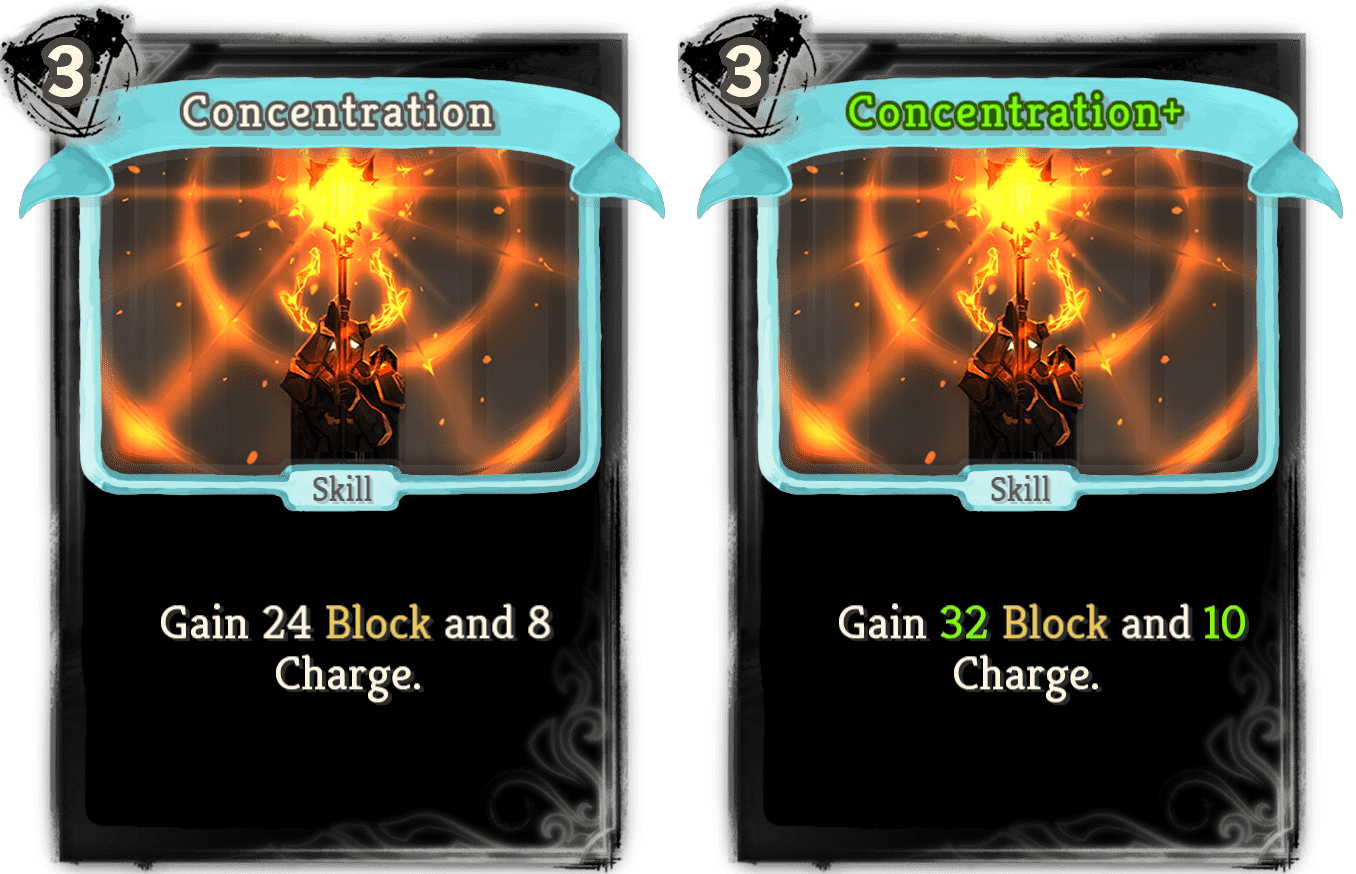 3
Concentration
Skill
Gain 24 Block and 8
Charge.
3
Concentration+
Skill
Gain 32 Block and 10
Charge.